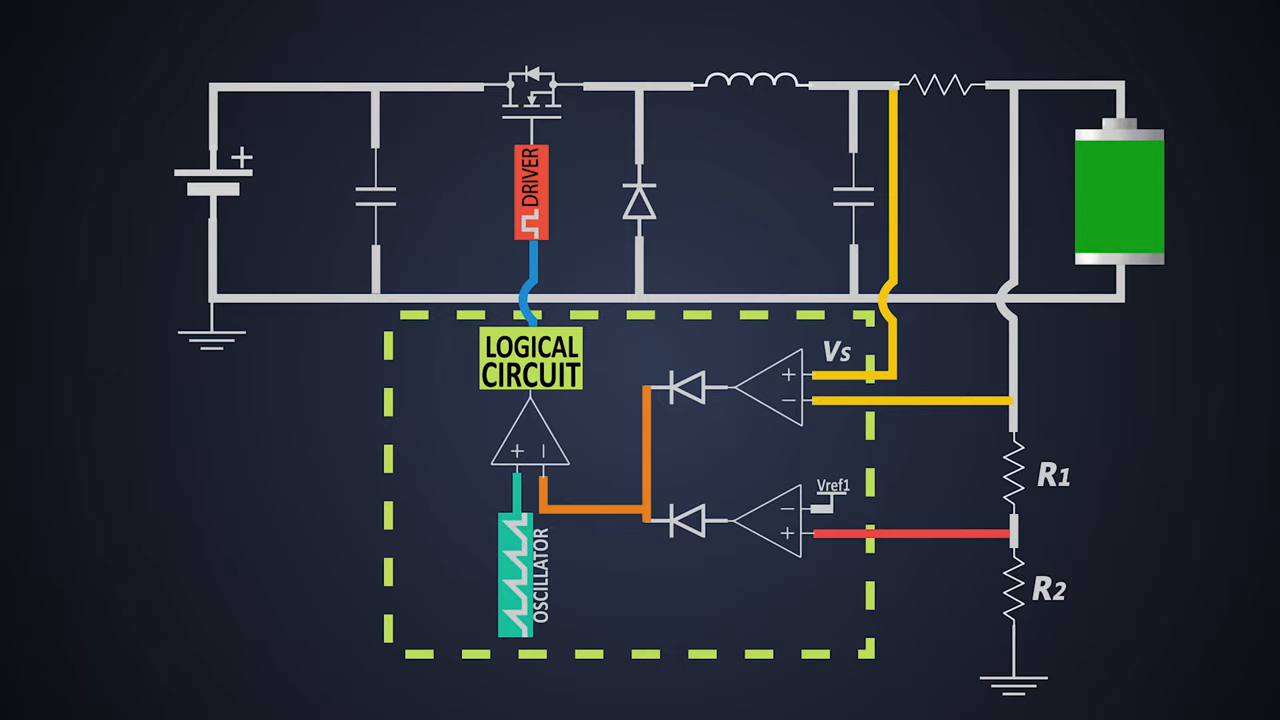 +
DRIVER
LOGICAL
CIRCUIT
Vs
+
−
+ −
Vref1
−
+
OSCILLATOR
R1
R2